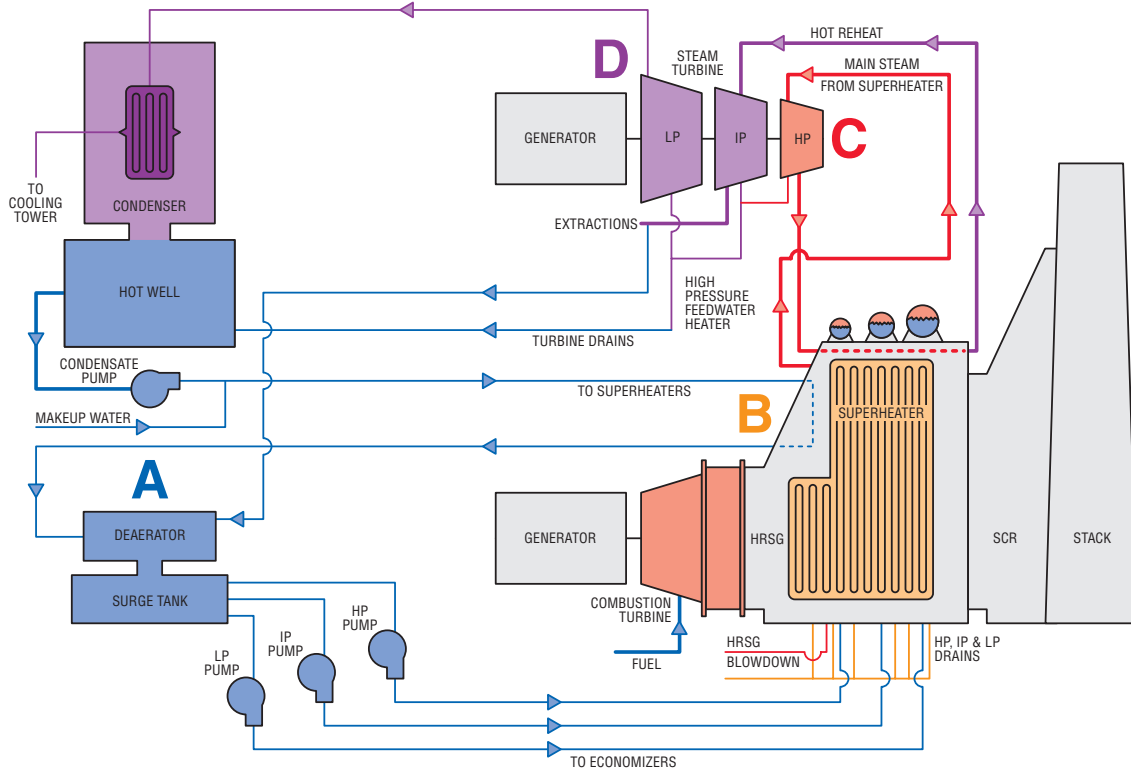 HOT REHEAT
D
STEAM
TURBINE
MAIN STEAM
FROM SUPERHEATER
GENERATOR
LP
IP
HP
C
TO
COOLING
TOWER
CONDENSER
EXTRACTIONS
HOT WELL
HIGH
PRESSURE
FEEDWATER
HEATER
TURBINE DRAINS
CONDENSATE
PUMP
TO SUPERHEATERS
MAKEUP WATER
B
SUPERHEATER
A
DEAERATOR
GENERATOR
HRSG
SCR
STACK
SURGE TANK
COMBUSTION
TURBINE
FUEL
HRSG
BLOWDOWN
HP, IP & LP
DRAINS
HP
PUMP
IP
PUMP
LP
PUMP
TO ECONOMIZERS